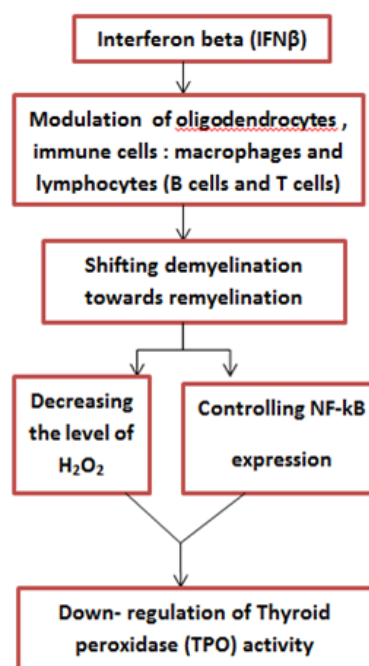 Interferon beta (IFNβ)
Modulation of oligodendrocytes ,
immune cells : macrophages and
lymphocytes (B cells and T cells)
Shifting demyelination
towards remyelination
Decreasing
the level of
H₂O₂
Controlling NF-kB
expression
Down- regulation of Thyroid
peroxidase (TPO) activity